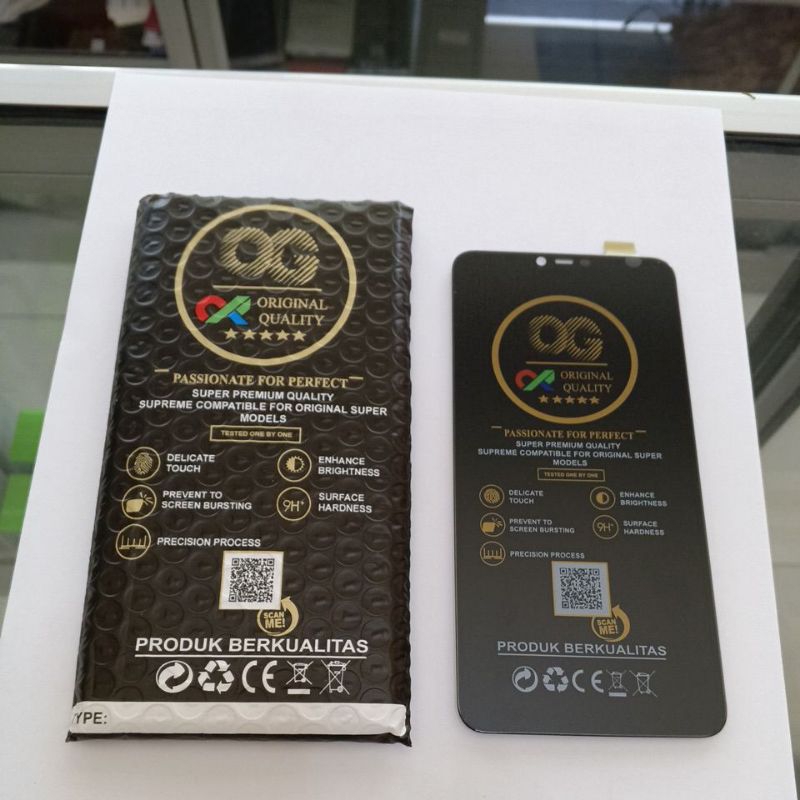 OG
ORIGINAL
QUALITY
PASSIONATE FOR PERFECT
SUPER PREMIUM QUALITY
SUPREME COMPATIBLE FOR ORIGINAL SUPER
MODELS
TESTED ONE BY ONE
DELICATE
TOUCH
ENHANCE
BRIGHTNESS
PREVENT TO
SCREEN BURSTING
9H+
SURFACE
HARDNESS
PRECISION PROCESS
SCAN
ME!
PRODUK BERKUALITAS
CE
TYPE:
OG
ORIGINAL
QUALITY
PASSIONATE FOR PERFECT
SUPER PREMIUM QUALITY
SUPREME COMPATIBLE FOR ORIGINAL SUPER
MODELS
TESTED ONE BY ONE
DELICATE
TOUCH
ENHANCE
BRIGHTNESS
PREVENT TO
SCREEN BURSTING
9H+
SURFACE
HARDNESS
PRECISION PROCESS
SCAN
ME!
PRODUK BERKUALITAS
CE